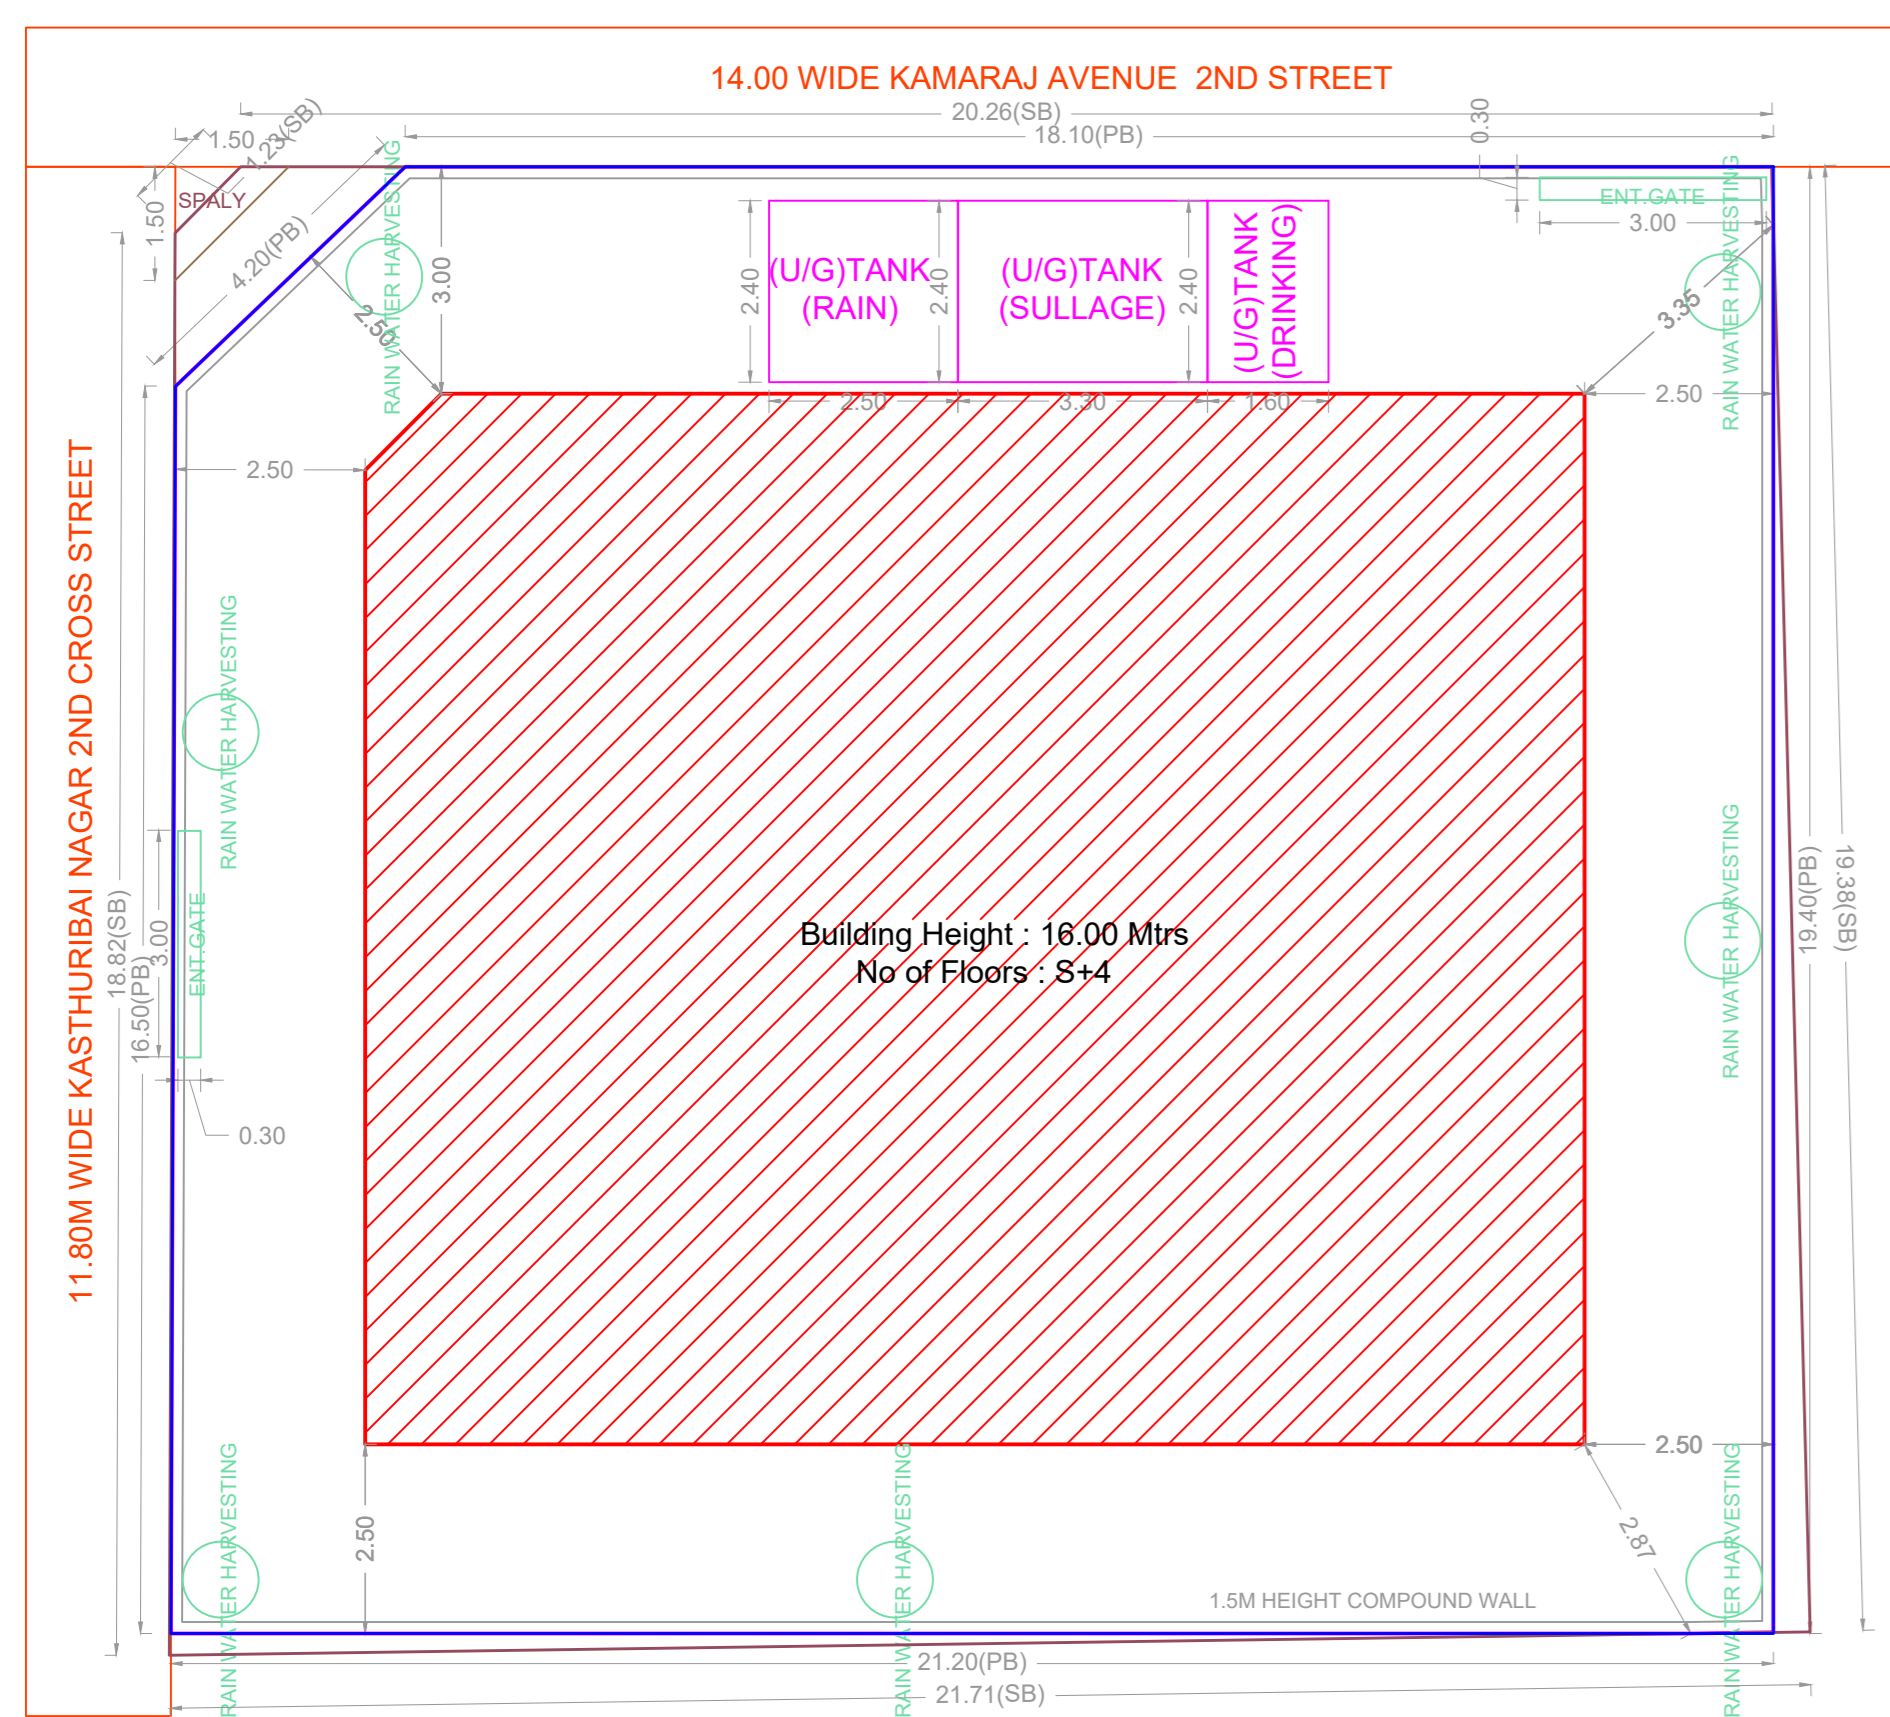 14.00 WIDE KAMARAJ AVENUE  2ND STREET
20.26(SB)
18.10(PB)
0.30
1.50
1.23(SB)
SPALY
1.50
4.20(PB)
RAIN WATER HARVESTING
2.50
3.00
2.40
(U/G)TANK
(RAIN)
2.40
(U/G)TANK
(SULLAGE)
2.40
(U/G)TANK
(DRINKING)
ENT.GATE
3.00
RAIN WATER HARVESTING
3.35
2.50
3.30
1.60
2.50
2.50
11.80M WIDE KASTHURIBAI NAGAR 2ND CROSS STREET
RAIN WATER HARVESTING
18.82(SB)
16.50(PB)
3.00
ENT.GATE
0.30
Building Height : 16.00 Mtrs
No of Floors : S+4
RAIN WATER HARVESTING
19.40(PB)
19.38(SB)
2.50
2.50
2.87
RAIN WATER HARVESTING
RAIN WATER HARVESTING
RAIN WATER HARVESTING
1.5M HEIGHT COMPOUND WALL
21.20(PB)
21.71(SB)